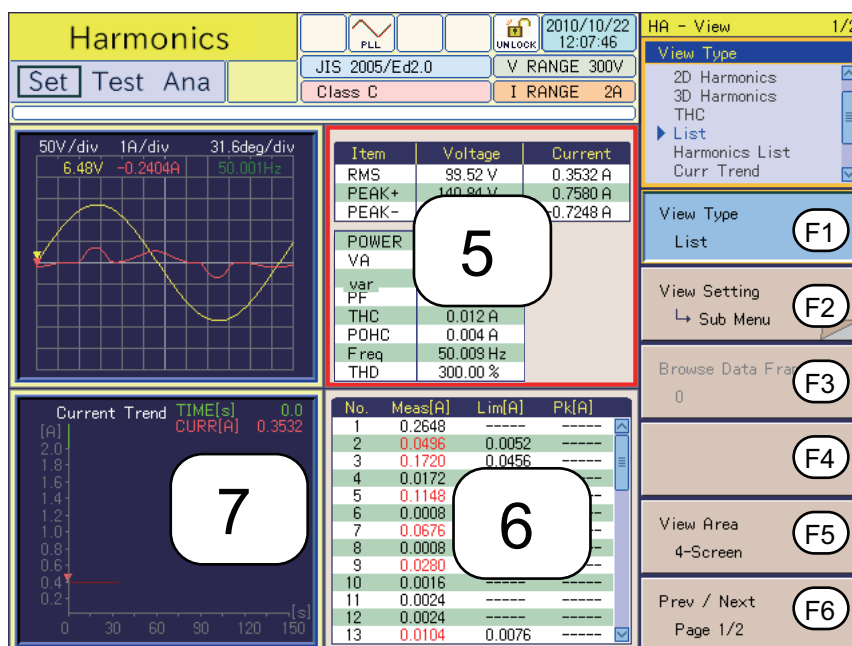 Harmonics
Set Test Ana
PLL
UNLOCK
2010/10/22
12:07:46
JIS 2005/Ed2.0
V RANGE 300V
Class C
I RANGE 2A
50V/div 1A/div 31.6deg/div
6.48V -0.2404A 50.001Hz
Item Voltage Current
RMS 99.52 V 0.3532 A
PEAK+ 140.84 V 0.7580 A
PEAK- -0.7248 A
POWER
VA
var
PF
THC 0.012 A
POHC 0.004 A
Freq 50.003 Hz
THD 300.00 %
5
Current Trend TIME[s] 0.0
CURR[A] 0.3532
[A]
2.0
1.8
1.6
1.4
1.2
1.0
0.8
0.6
0.4
0.2
0 30 60 90 120 150
[s]
7
No. Meas[A] Lim[A] Pk[A]
1 0.2648 ----- -----
2 0.0496 0.0052 -----
3 0.1720 0.0456
4 0.0172
5 0.1148
6 0.0008
7 0.0676
8 0.0008
9 0.0280
10 0.0016 ----- -----
11 0.0024 ----- -----
12 0.0024 ----- -----
13 0.0104 0.0076 -----
6
HA - View 1/2
View Type
2D Harmonics
3D Harmonics
THC
List
Harmonics List
Curr Trend
View Type
List
F1
View Setting
Sub Menu
F2
Browse Data
0
F3
F4
View Area
4-Screen
F5
Prev / Next
Page 1/2
F6